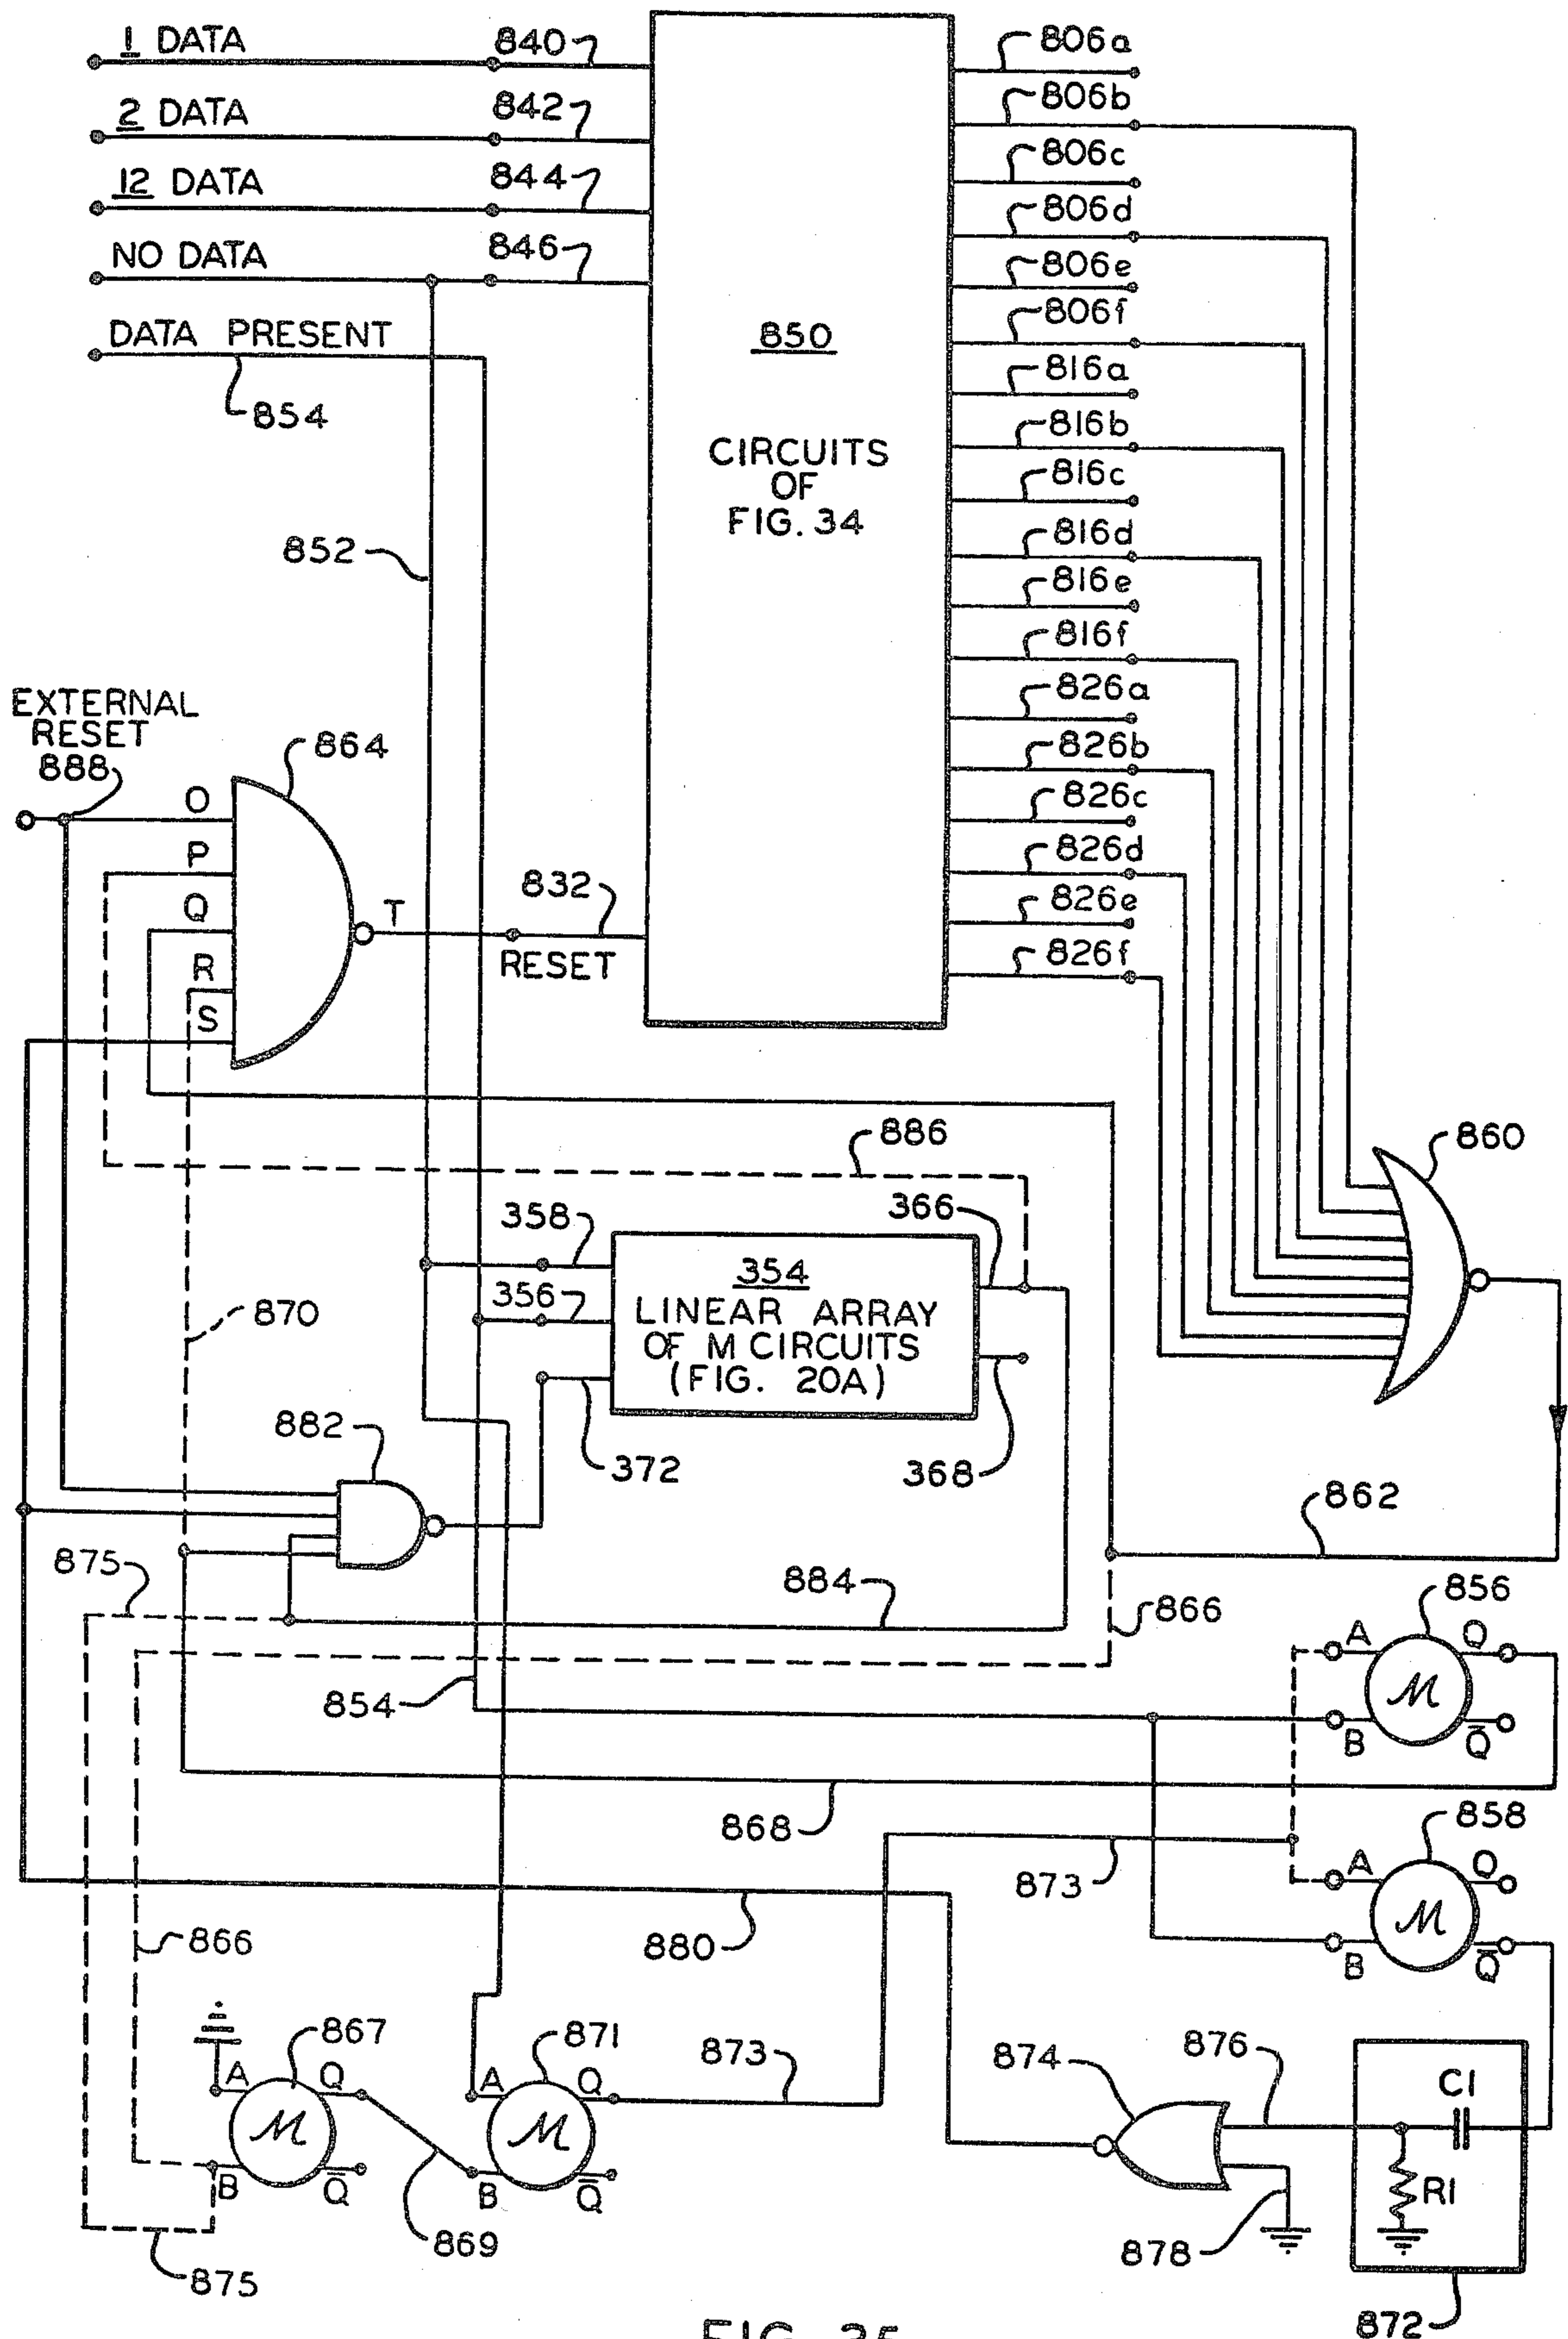 1 DATA
840
2 DATA
842
12 DATA
844
NO DATA
846
DATA PRESENT
854
852
850
CIRCUITS
OF
FIG. 34
806a
806b
806c
806d
806e
806f
816a
816b
816c
816d
816e
816f
826a
826b
826c
826d
826e
826f
EXTERNAL
RESET
888
864
O
P
Q
R
S
T
832
RESET
886
860
358
356
366
354
LINEAR ARRAY
OF M CIRCUITS
(FIG. 20A)
870
882
372
368
862
875
884
866
854
856
A
Q
M
B
Q̅
868
858
873
A
Q
M
B
Q̅
866
880
867
A
Q
M
B
Q̅
869
871
A
Q
M
B
Q̅
873
874
876
C1
R1
878
872
875
FIG. 35